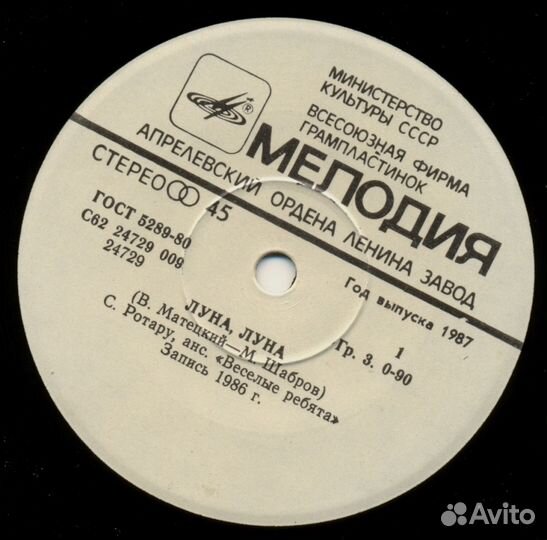 МИНИСТЕРСТВО
КУЛЬТУРЫ СССР
ВСЕСОЮЗНАЯ ФИРМА
ГРАМПЛАСТИНОК
®
МЕЛОДИЯ
АПРЕЛЕВСКИЙ ОРДЕНА ЛЕНИНА ЗАВОД
СТЕРЕО 45
ГОСТ 5289-80
С62 24729 009
24729
Год выпуска 1987
1
Гр. 3. 0-90
ЛУНА, ЛУНА
(В. Матецкий—М. Шабров)
С. Ротару, анс. «Веселые ребята»
Запись 1986 г.
Avito